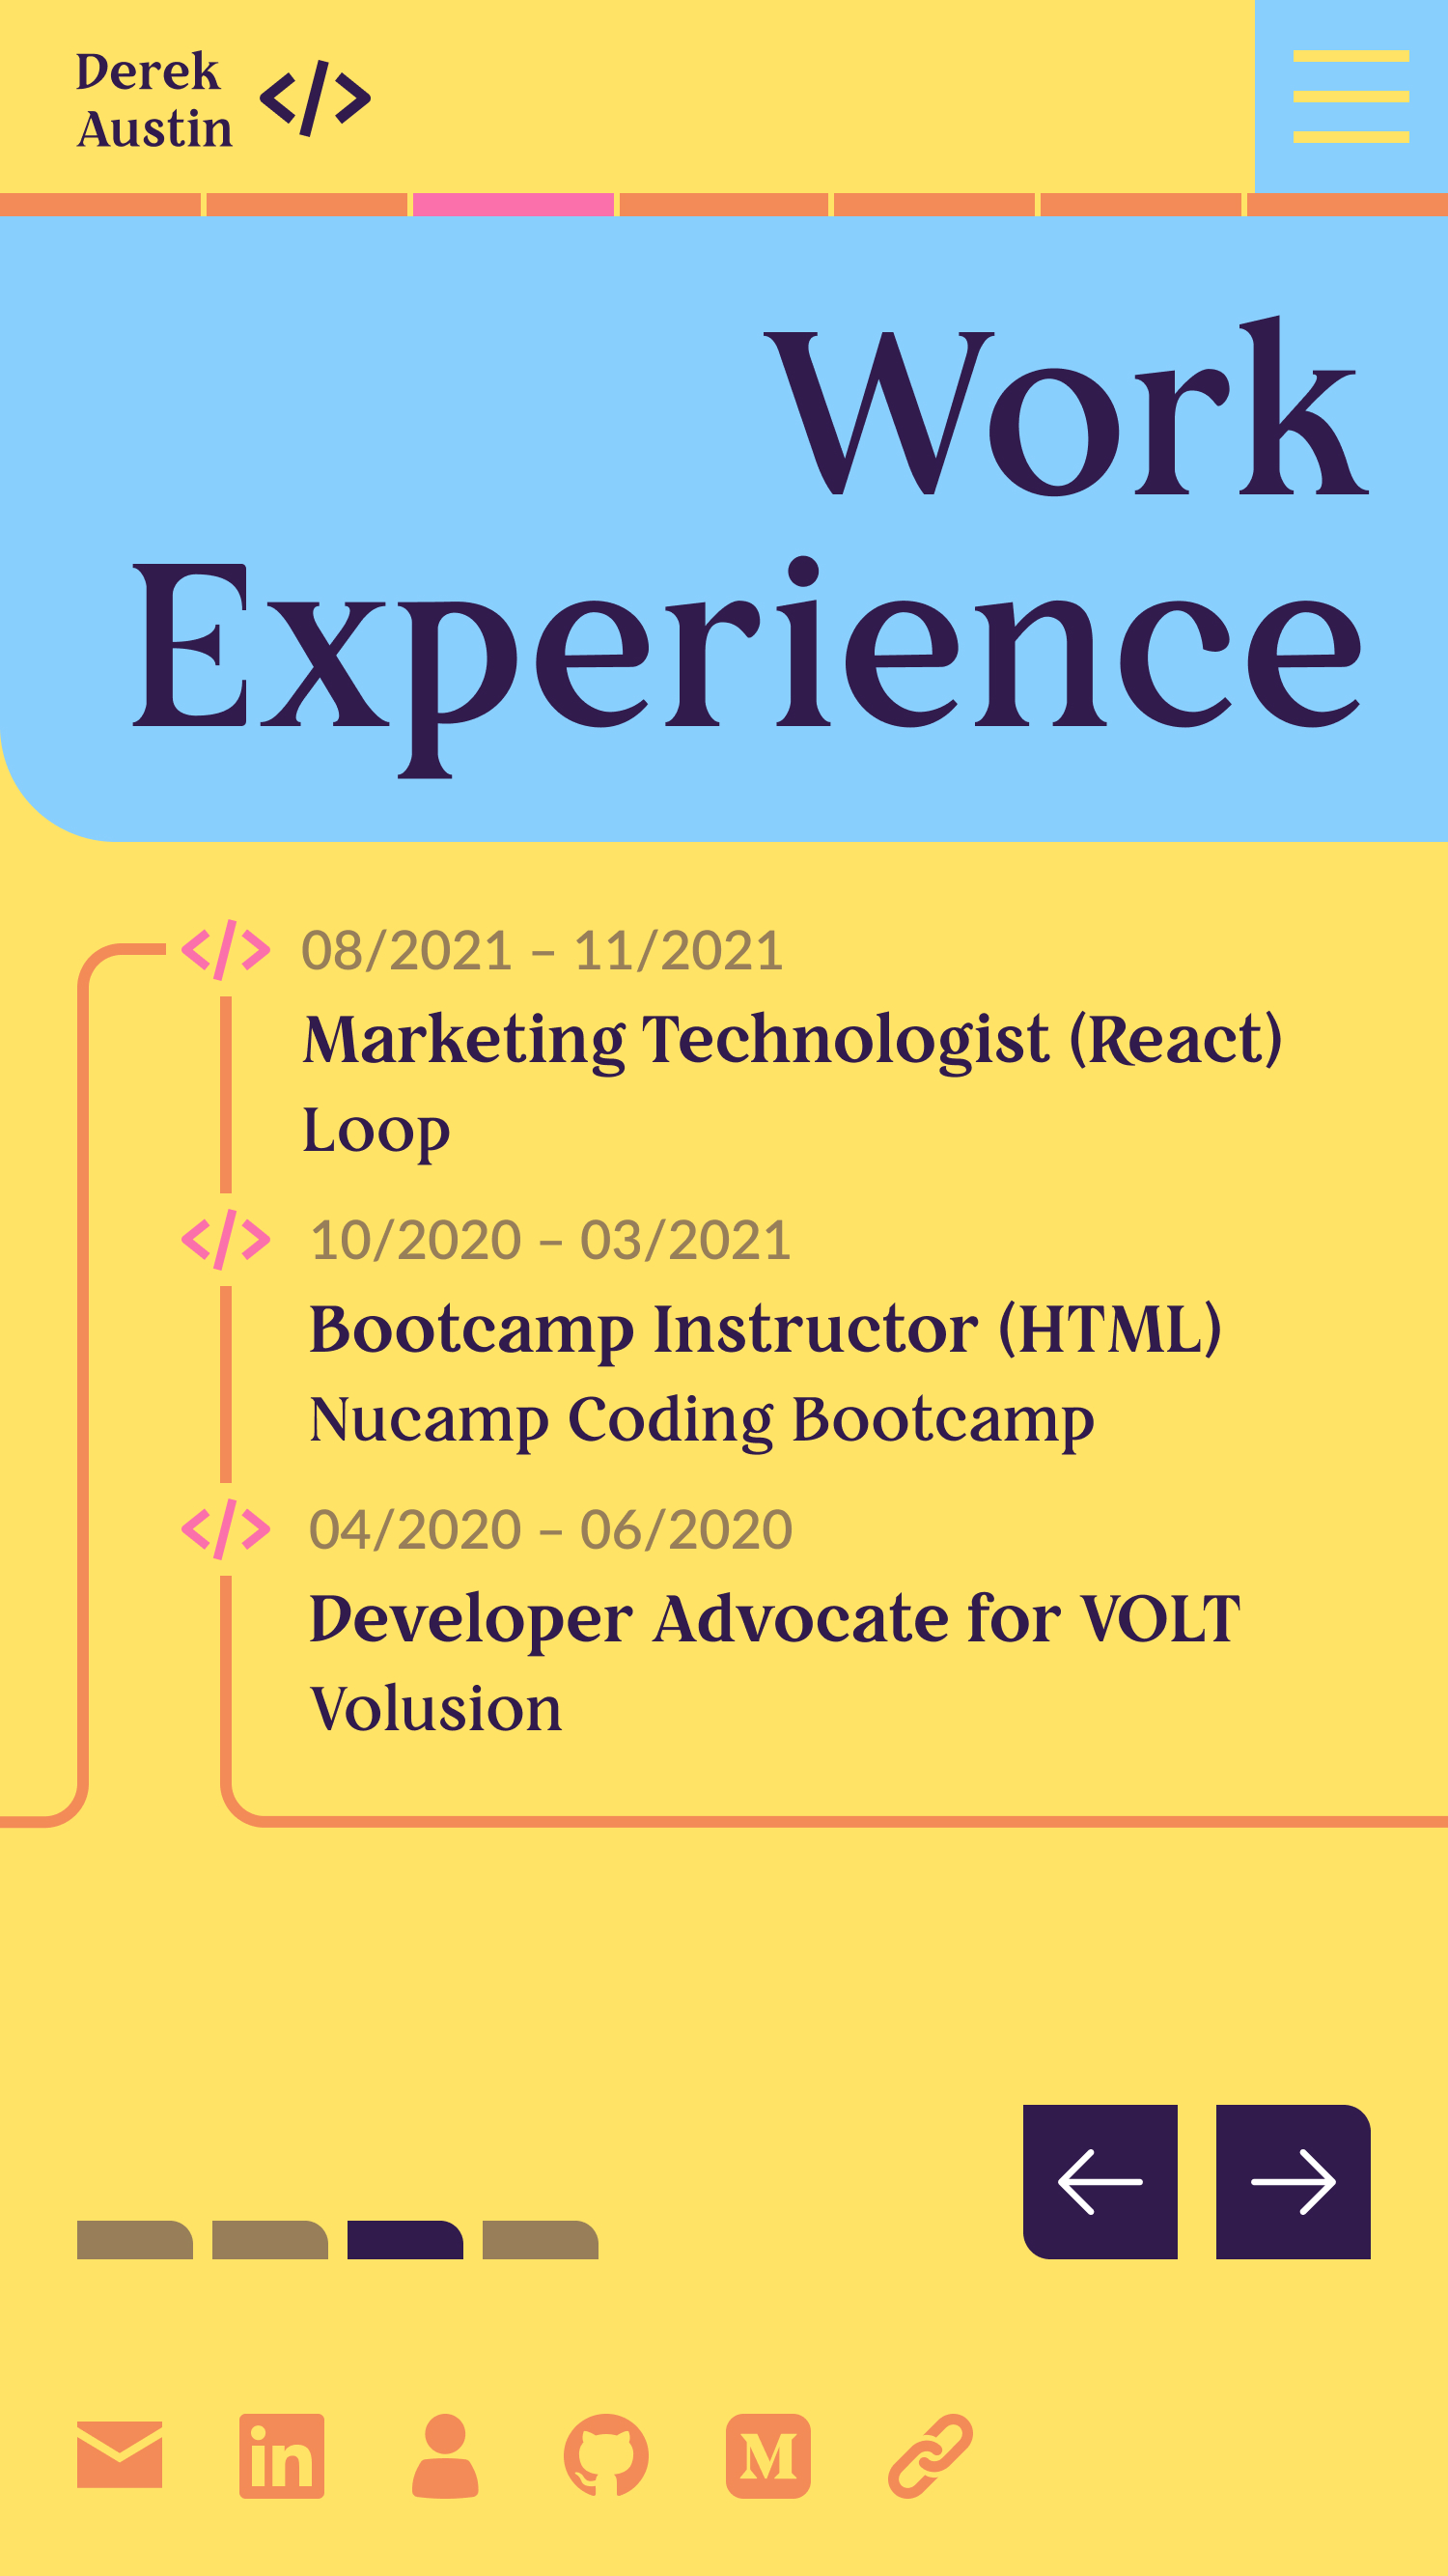 Derek
Austin
</>
Work
Experience
</> 08/2021 – 11/2021
Marketing Technologist (React)
Loop
</> 10/2020 – 03/2021
Bootcamp Instructor (HTML)
Nucamp Coding Bootcamp
</> 04/2020 – 06/2020
Developer Advocate for VOLT
Volusion
in
M